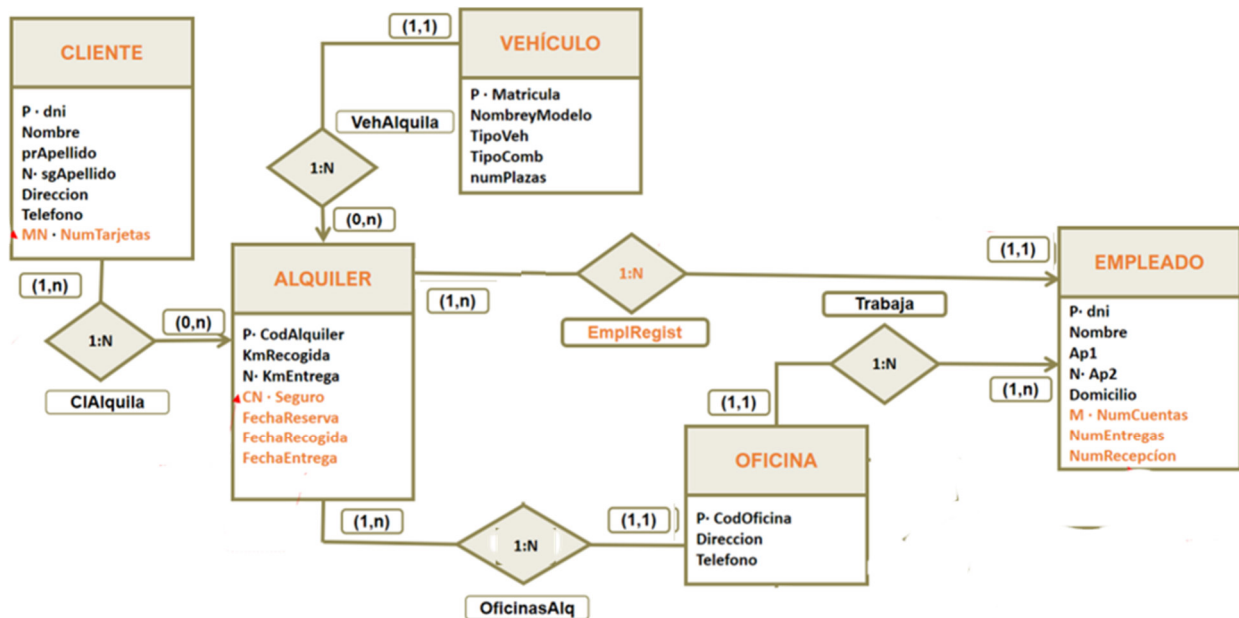 CLIENTE
P · dni
Nombre
prApellido
N· sgApellido
Direccion
Telefono
MN · NumTarjetas
(1,1)
VEHÍCULO
P · Matricula
NombreyModelo
TipoVeh
TipoComb
numPlazas
VehAlquila
1:N
(0,n)
(1,n)
1:N
(0,n)
ClAlquila
ALQUILER
P· CodAlquiler
KmRecogida
N· KmEntrega
CN · Seguro
FechaReserva
FechaRecogida
FechaEntrega
(1,n)
1:N
EmplRegist
(1,1)
EMPLEADO
P· dni
Nombre
Ap1
N· Ap2
Domicilio
M · NumCuentas
NumEntregas
NumRecepcíon
Trabaja
1:N
(1,n)
(1,1)
OFICINA
P· CodOficina
Direccion
Telefono
(1,n)
1:N
(1,1)
OficinasAlq